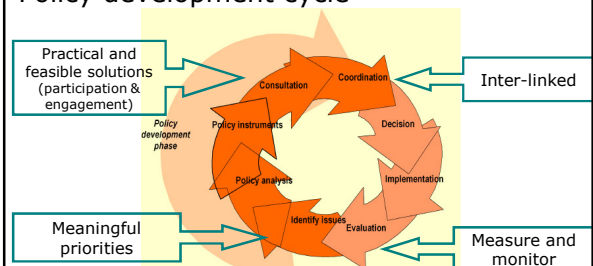 Policy development cycle
Practical and
feasible solutions
(participation &
engagement)
Inter-linked
Consultation
Coordination
Decision
Policy
development
phase
Policy instruments
Policy analysis
Implementation
Identify issues
Evaluation
Meaningful
priorities
Measure and
monitor